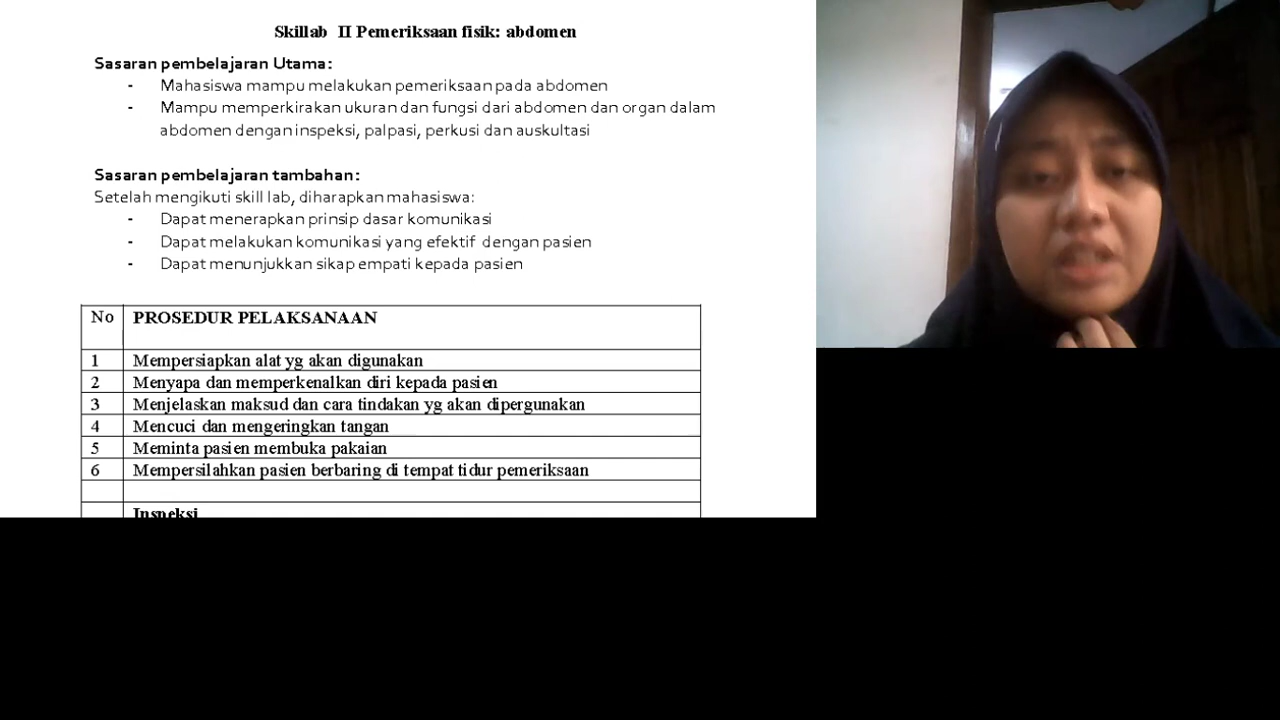 Skillab II Pemeriksaan fisik: abdomen
Sasaran pembelajaran Utama:
- Mahasiswa mampu melakukan pemeriksaan pada abdomen
- Mampu memperkirakan ukuran dan fungsi dari abdomen dan organ dalam
abdomen dengan inspeksi, palpasi, perkusi dan auskultasi
Sasaran pembelajaran tambahan:
Setelah mengikuti skill lab, diharapkan mahasiswa:
- Dapat menerapkan prinsip dasar komunikasi
- Dapat melakukan komunikasi yang efektif dengan pasien
- Dapat menunjukkan sikap empati kepada pasien
No PROSEDUR PELAKSANAAN
1 Mempersiapkan alat yg akan digunakan
2 Menyapa dan memperkenalkan diri kepada pasien
3 Menjelaskan maksud dan cara tindakan yg akan dipergunakan
4 Mencuci dan mengeringkan tangan
5 Meminta pasien membuka pakaian
6 Mempersilahkan pasien berbaring di tempat tidur pemeriksaan
Inspeksi